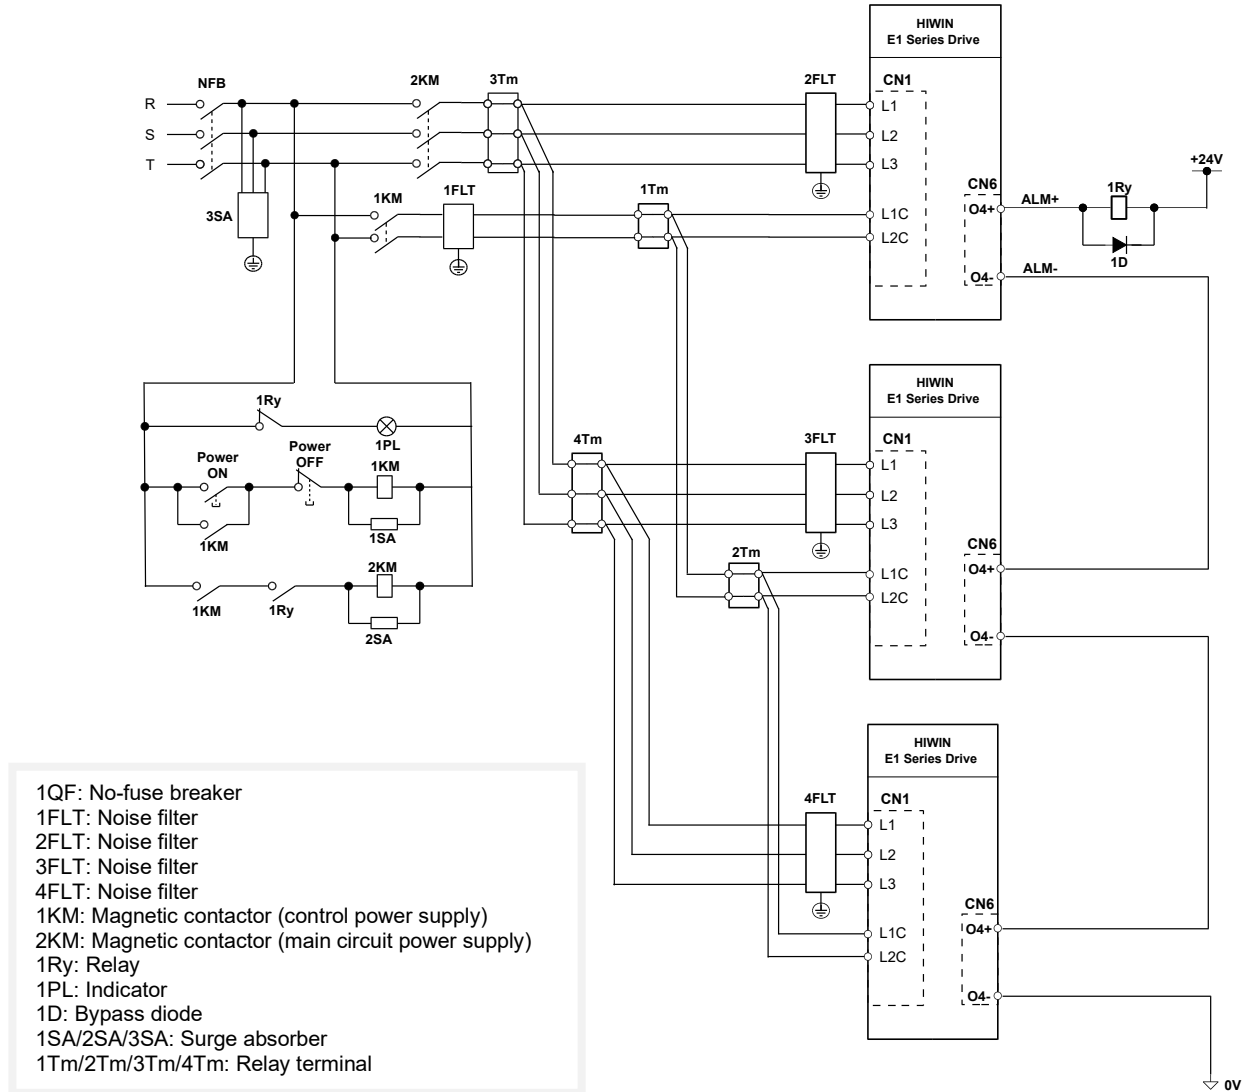 HIWIN
E1 Series Drive
NFB
2KM
3Tm
2FLT
CN1
R
L1
S
L2
T
L3
+24V
1KM
1FLT
1Tm
CN6
1Ry
3SA
L1C
O4+
ALM+
L2C
1D
O4-
ALM-
HIWIN
E1 Series Drive
1Ry
1PL
4Tm
3FLT
CN1
Power
ON
Power
OFF
1KM
L1
L2
1KM
1SA
L3
2Tm
CN6
2KM
L1C
O4+
1KM
1Ry
L2C
2SA
O4-
HIWIN
E1 Series Drive
4FLT
CN1
L1
L2
L3
CN6
L1C
O4+
L2C
O4-
0V
1QF: No-fuse breaker
1FLT: Noise filter
2FLT: Noise filter
3FLT: Noise filter
4FLT: Noise filter
1KM: Magnetic contactor (control power supply)
2KM: Magnetic contactor (main circuit power supply)
1Ry: Relay
1PL: Indicator
1D: Bypass diode
1SA/2SA/3SA: Surge absorber
1Tm/2Tm/3Tm/4Tm: Relay terminal